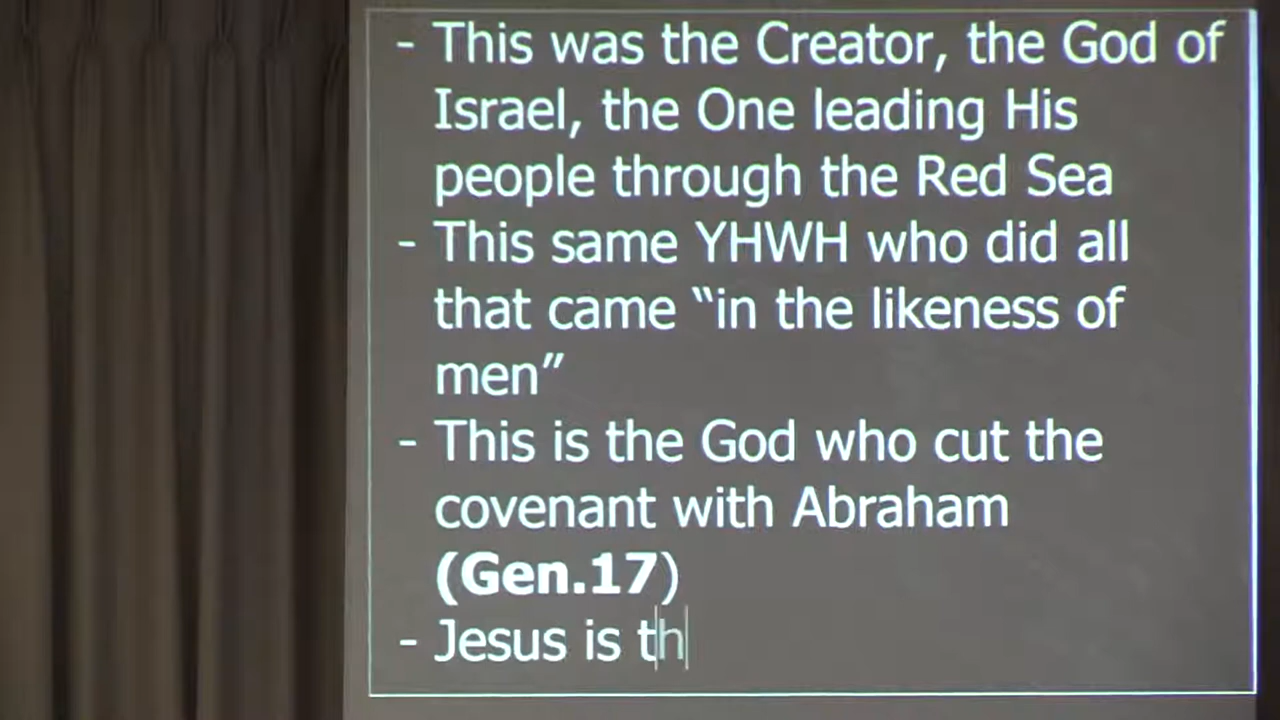 - This was the Creator, the God of
Israel, the One leading His
people through the Red Sea
- This same YHWH who did all
that came “in the likeness of
men”
- This is the God who cut the
covenant with Abraham
(Gen.17)
- Jesus is th